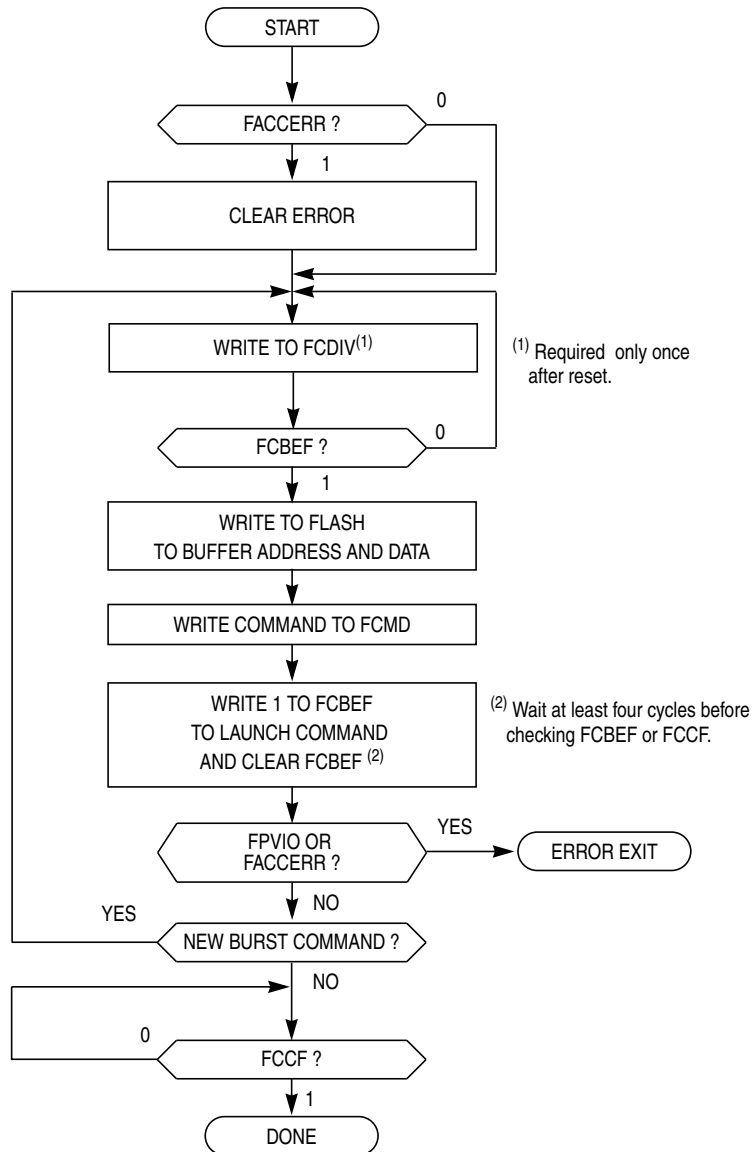 START
FACCERR ?
0
1
CLEAR ERROR
WRITE TO FCDIV(1)
(1) Required only once
after reset.
FCBEF ?
0
1
WRITE TO FLASH
TO BUFFER ADDRESS AND DATA
WRITE COMMAND TO FCMD
WRITE 1 TO FCBEF
TO LAUNCH COMMAND
AND CLEAR FCBEF (2)
(2) Wait at least four cycles before
checking FCBEF or FCCF.
FPVIO OR
FACCERR ?
YES
ERROR EXIT
NO
YES
NEW BURST COMMAND ?
NO
0
FCCF ?
1
DONE